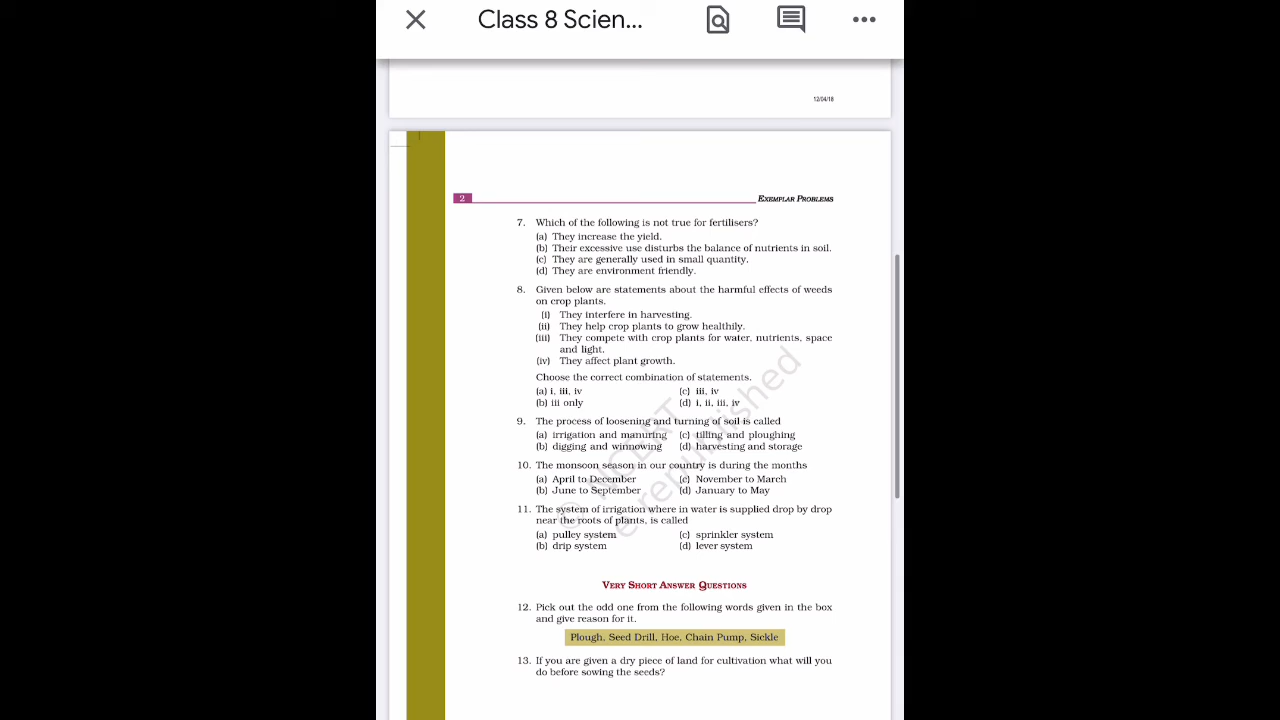 Class 8 Scien...
12/04/18
2 Exemplar Problems
7. Which of the following is not true for fertilisers?
(a) They increase the yield.
(b) Their excessive use disturbs the balance of nutrients in soil.
(c) They are generally used in small quantity.
(d) They are environment friendly.
8. Given below are statements about the harmful effects of weeds
on crop plants.
(i) They interfere in harvesting.
(ii) They help crop plants to grow healthily.
(iii) They compete with crop plants for water, nutrients, space
and light.
(iv) They affect plant growth.
Choose the correct combination of statements.
(a) i, iii, iv (c) iii, iv
(b) iii only (d) i, ii, iii, iv
9. The process of loosening and turning of soil is called
(a) irrigation and manuring (c) tilling and ploughing
(b) digging and winnowing (d) harvesting and storage
10. The monsoon season in our country is during the months
(a) April to December (c) November to March
(b) June to September (d) January to May
11. The system of irrigation where in water is supplied drop by drop
near the roots of plants, is called
(a) pulley system (c) sprinkler system
(b) drip system (d) lever system
Very Short Answer Questions
12. Pick out the odd one from the following words given in the box
and give reason for it.
Plough, Seed Drill, Hoe, Chain Pump, Sickle
13. If you are given a dry piece of land for cultivation what will you
do before sowing the seeds?
© NCERT
e republished